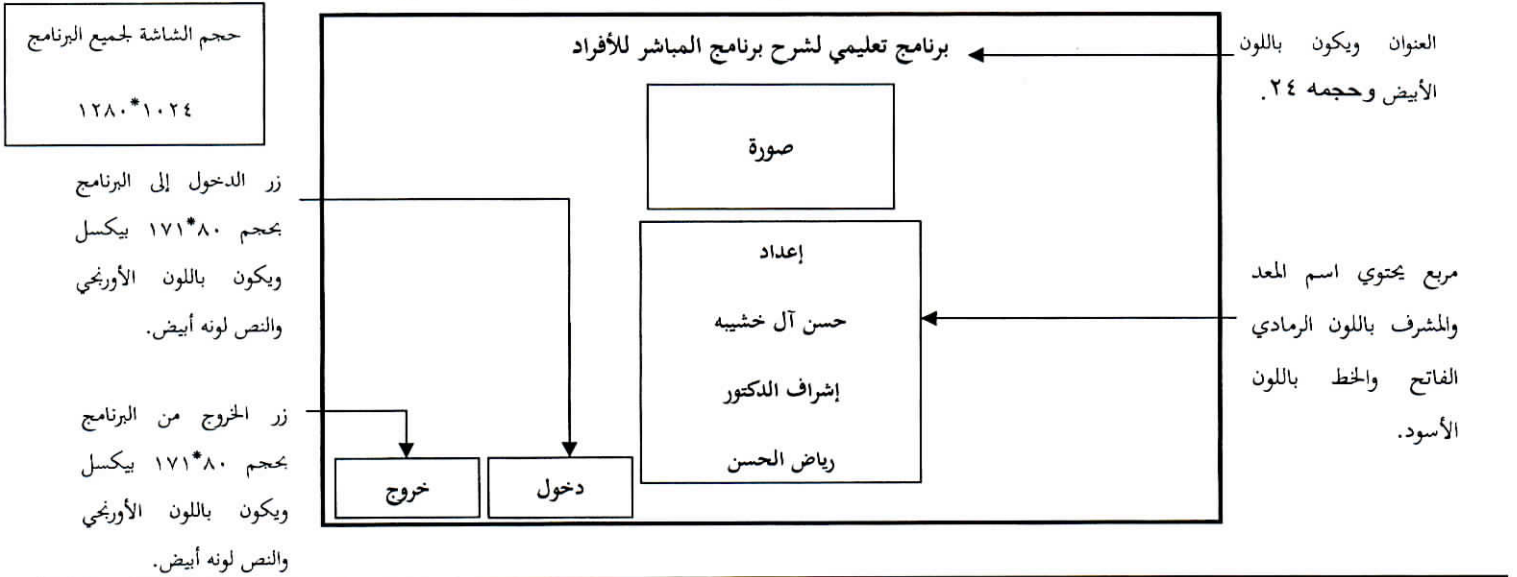 العنوان ويكون باللون
الأبيض وحجمه ٢٤.
مربع يحتوي اسم المعد
والمشرف باللون الرمادي
الفاتح والخط باللون
الأسود.
برنامج تعليمي لشرح برنامج المباشر للأفراد
صورة
إعداد
حسن آل خشيبه
إشراف الدكتور
رياض الحسن
دخول
خروج
حجم الشاشة لجميع البرنامج
١٠٢٤*١٢٨٠
زر الدخول إلى البرنامج
بحجم ٨٠*١٧١ بيكسل
ويكون باللون الأورنجي
والنص لونه أبيض.
زر الخروج من البرنامج
بحجم ٨٠*١٧١ بيكسل
ويكون باللون الأورنجي
والنص لونه أبيض.